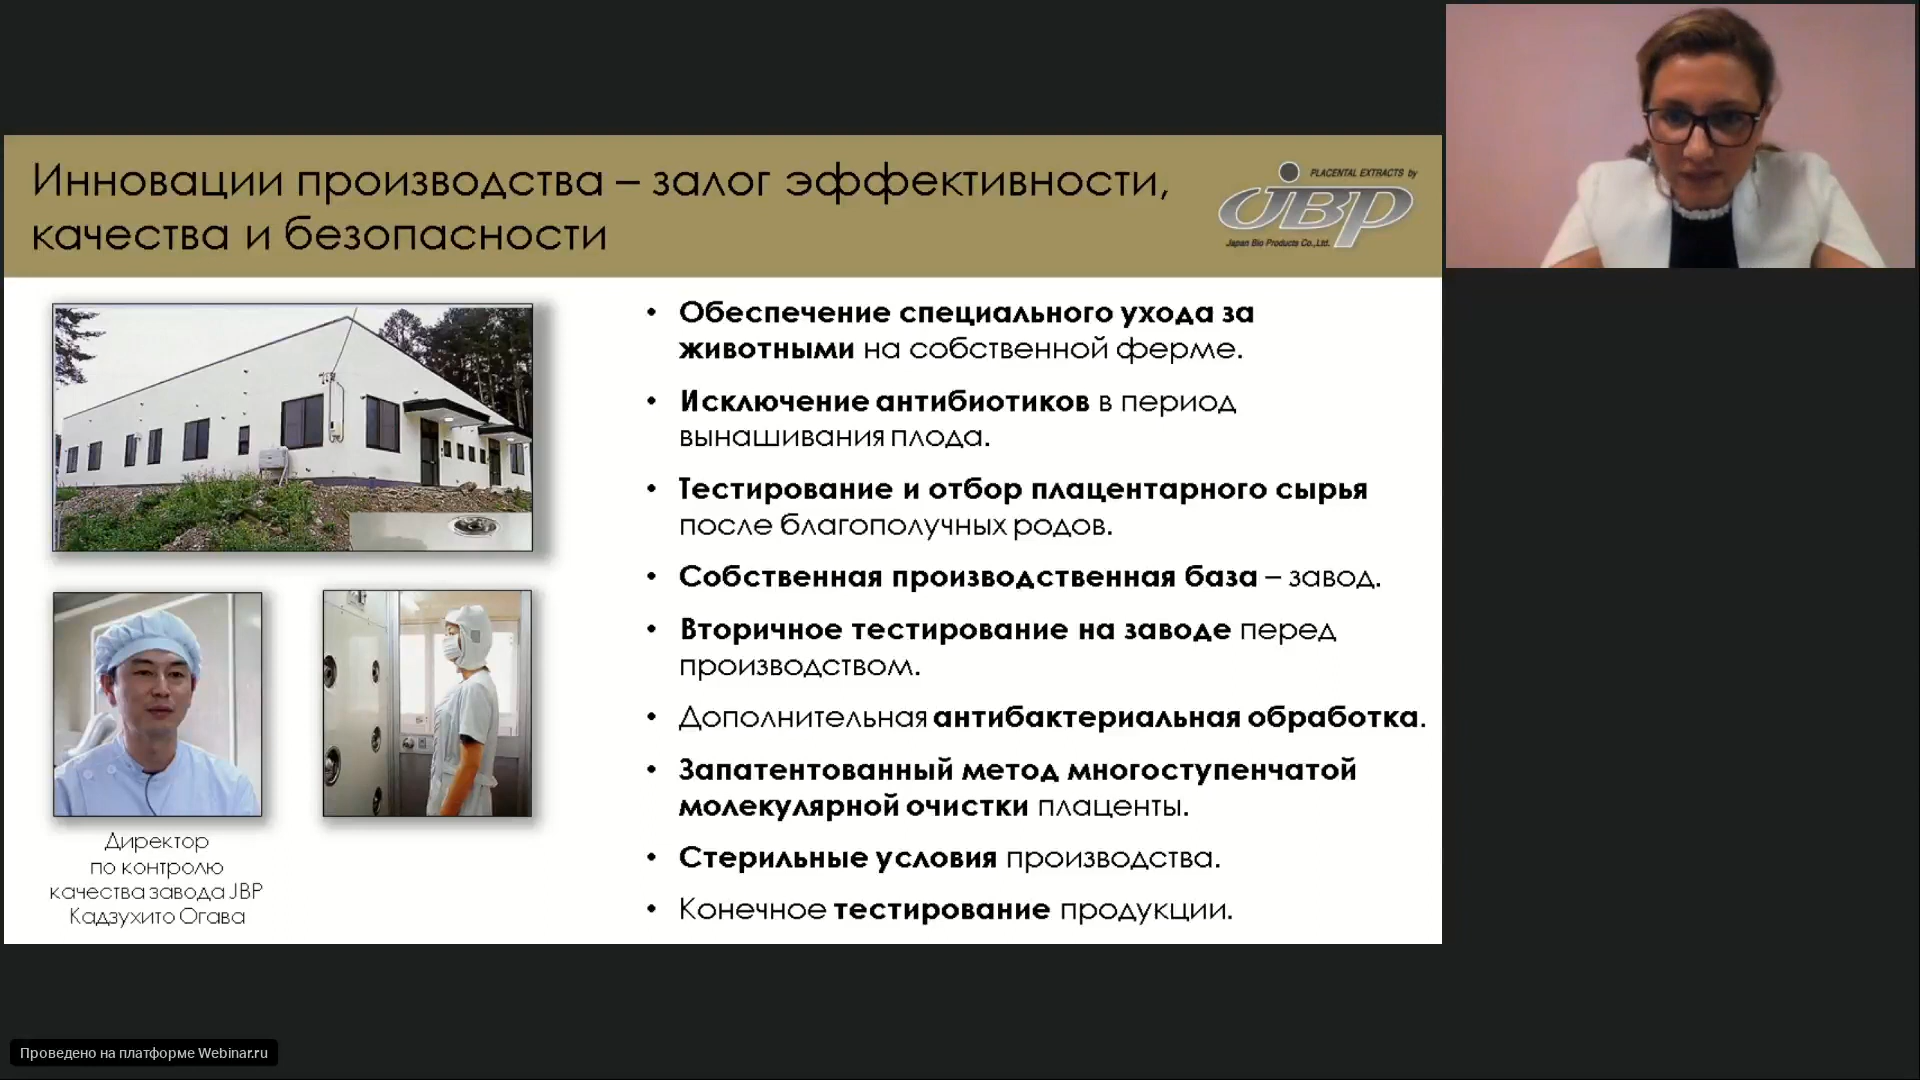 Инновации производства – залог эффективности,
качества и безопасности
PLACENTAL EXTRACTS by
JBP
Japan Bio Products Co.,Ltd.
• Обеспечение специального ухода за
животными на собственной ферме.
• Исключение антибиотиков в период
вынашивания плода.
• Тестирование и отбор плацентарного сырья
после благополучных родов.
• Собственная производственная база – завод.
• Вторичное тестирование на заводе перед
производством.
• Дополнительная антибактериальная обработка.
• Запатентованный метод многоступенчатой
молекулярной очистки плаценты.
• Стерильные условия производства.
• Конечное тестирование продукции.
Директор
по контролю
качества завода JBP
Кадзухито Огава
Проведено на платформе Webinar.ru